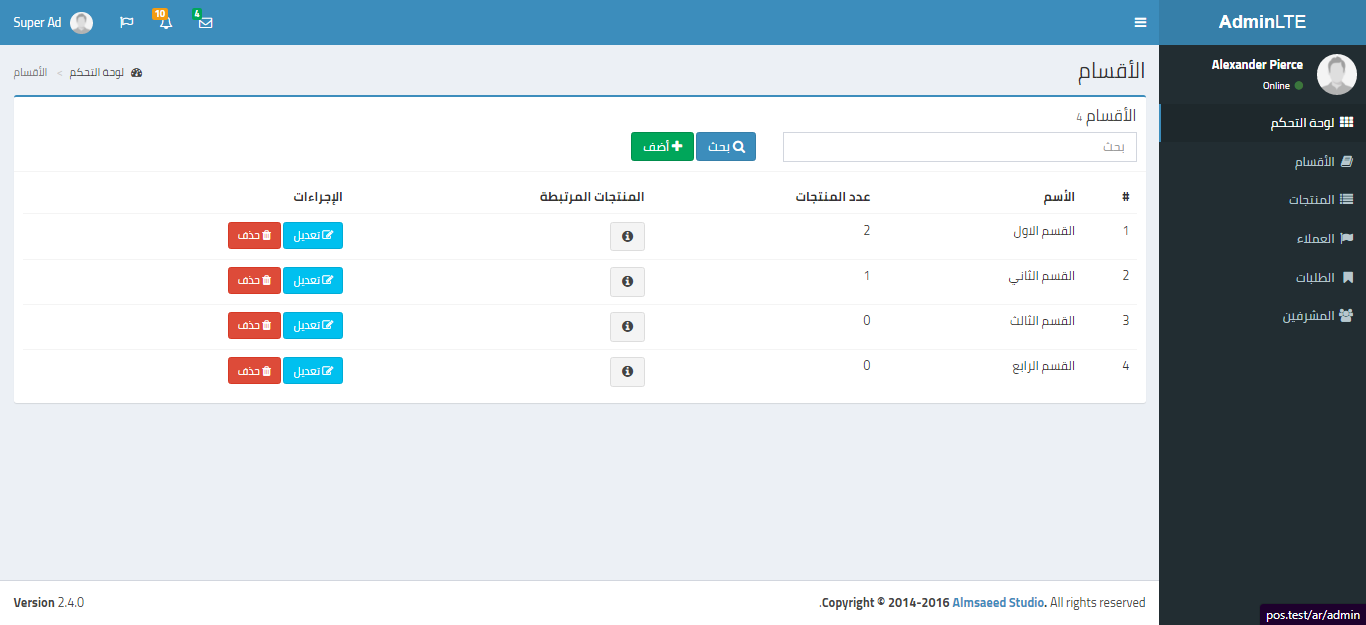 AdminLTE
4
10
Super Ad
Alexander Pierce
Online
لوحة التحكم
الأقسام
المنتجات
العملاء
الطلبات
المشرفين
الأقسام
لوحة التحكم > الأقسام
الأقسام 4
بحث
بحث
أضف
# الأسم عدد المنتجات المنتجات المرتبطة الإجراءات
1 القسم الاول 2 تعديل حذف
2 القسم الثاني 1 تعديل حذف
3 القسم الثالث 0 تعديل حذف
4 القسم الرابع 0 تعديل حذف
.Copyright © 2014-2016 Almsaeed Studio. All rights reserved
Version 2.4.0
pos.test/ar/admin